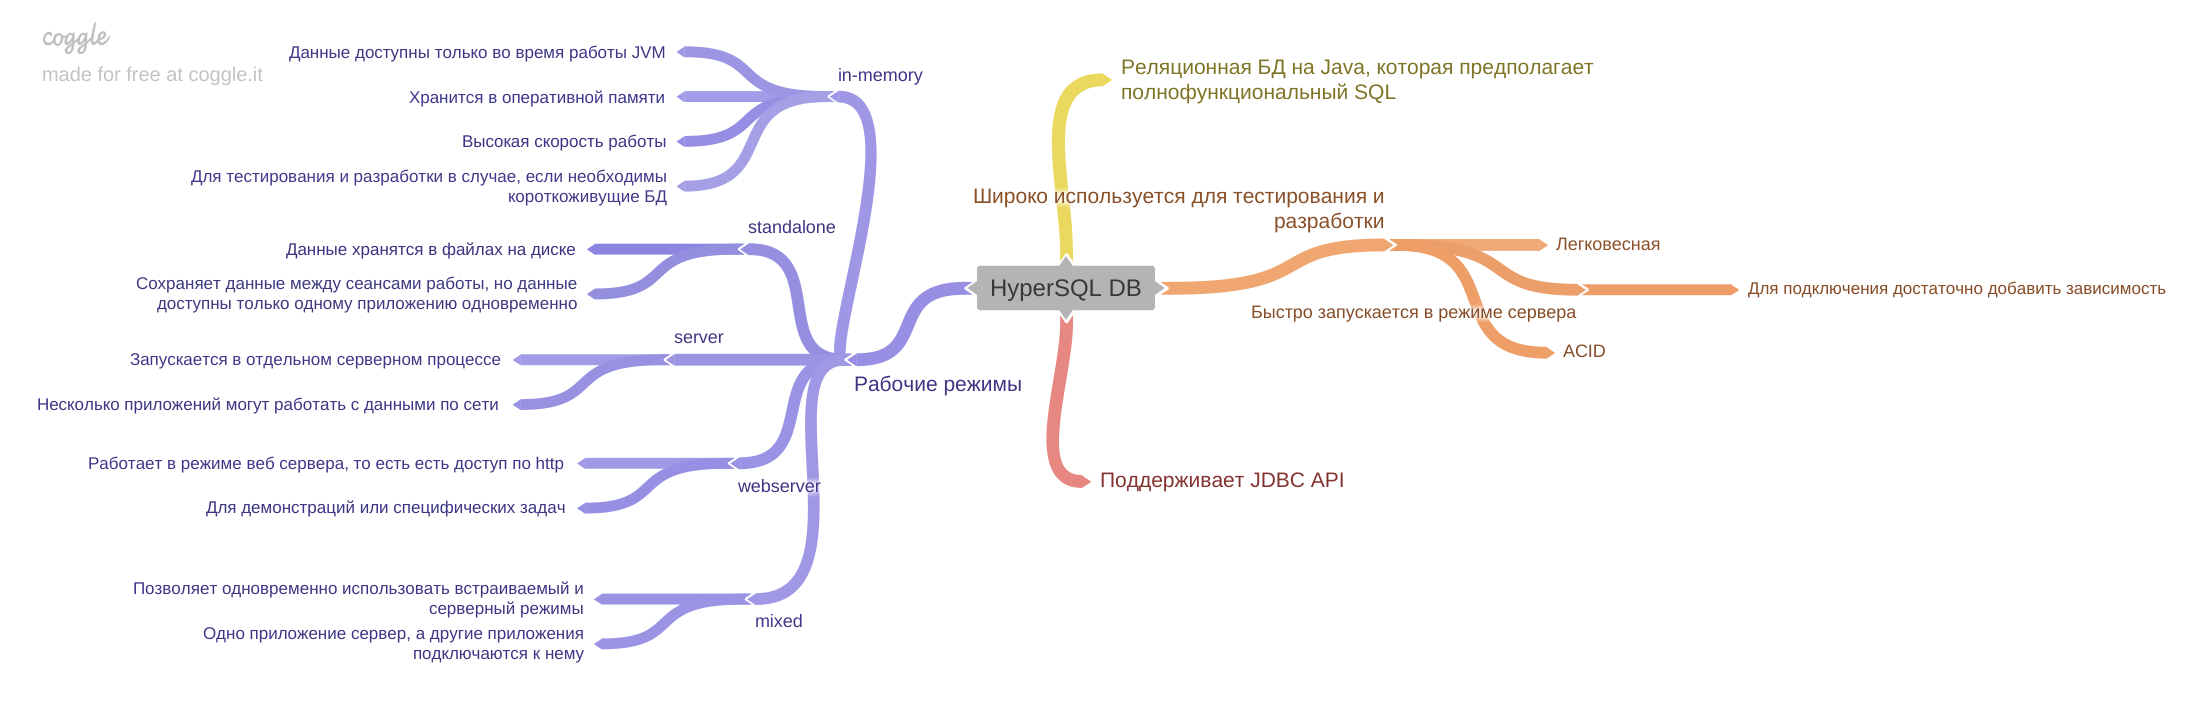 coggle
made for free at coggle.it
Данные доступны только во время работы JVM
Хранится в оперативной памяти
Высокая скорость работы
Для тестирования и разработки в случае, если необходимы
короткоживущие БД
in-memory
standalone
Данные хранятся в файлах на диске
Сохраняет данные между сеансами работы, но данные
доступны только одному приложению одновременно
server
Запускается в отдельном серверном процессе
Несколько приложений могут работать с данными по сети
Рабочие режимы
Работает в режиме веб сервера, то есть есть доступ по http
webserver
Для демонстраций или специфических задач
Позволяет одновременно использовать встраиваемый и
серверный режимы
mixed
Одно приложение сервер, а другие приложения
подключаются к нему
HyperSQL DB
Реляционная БД на Java, которая предполагает
полнофункциональный SQL
Широко используется для тестирования и
разработки
Легковесная
Для подключения достаточно добавить зависимость
Быстро запускается в режиме сервера
ACID
Поддерживает JDBC API